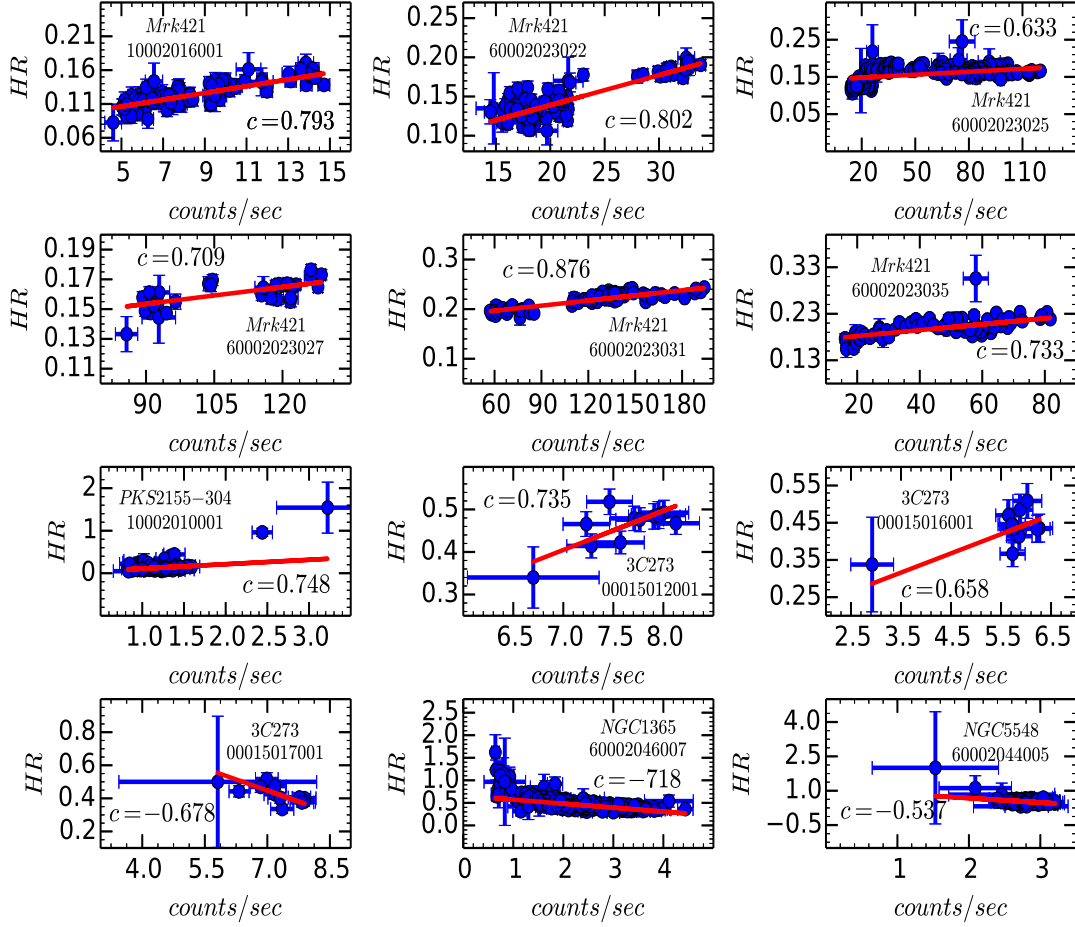 HR
0.21
0.16
0.11
0.06
Mrk421
10002016001
c=0.793
5 7 9 11 13 15
counts/sec
HR
0.20
0.15
0.10
Mrk421
60002023022
c=0.802
15 20 25 30
counts/sec
HR
0.25
0.15
0.05
c=0.633
Mrk421
60002023025
20 50 80 110
counts/sec
HR
0.19
0.17
0.15
0.13
0.11
c=0.709
Mrk421
60002023027
90 105 120
counts/sec
HR
0.3
0.2
0.1
c=0.876
Mrk421
60002023031
60 90 120 150 180
counts/sec
HR
0.33
0.23
0.13
Mrk421
60002023035
c=0.733
20 40 60 80
counts/sec
HR
2
1
0
PKS2155−304
10002010001
c=0.748
1.0 1.5 2.0 2.5 3.0
counts/sec
HR
0.5
0.4
0.3
c=0.735
3C273
00015012001
6.5 7.0 7.5 8.0
counts/sec
HR
0.55
0.45
0.35
0.25
3C273
00015016001
c=0.658
2.5 3.5 4.5 5.5 6.5
counts/sec
HR
0.8
0.6
0.4
0.2
3C273
00015017001
c=−0.678
4.0 5.5 7.0 8.5
counts/sec
HR
2.5
2.0
1.5
1.0
0.5
0.0
NGC1365
60002046007
c=−718
0 1 2 3 4
counts/sec
HR
4.0
2.5
1.0
−0.5
NGC5548
60002044005
c=−0.537
1 2 3
counts/sec